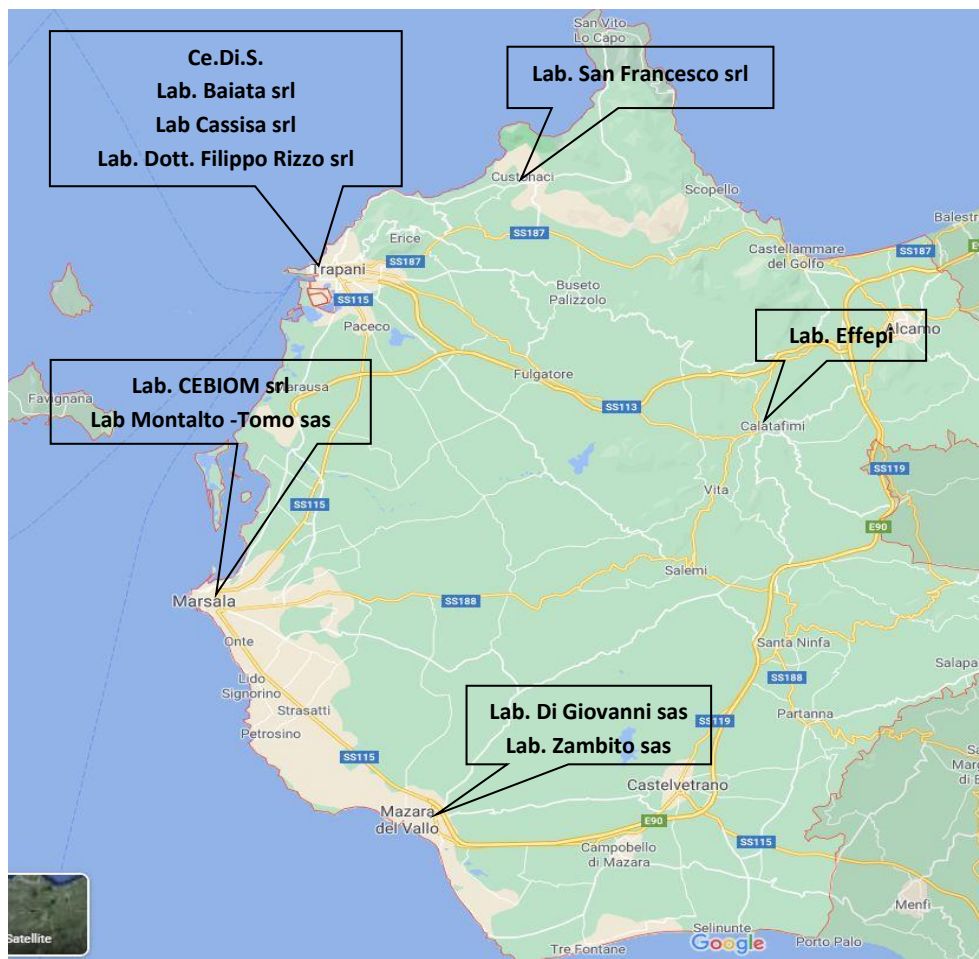 San Vito
Lo Capo
Ce.Di.S.
Lab. Baiata srl
Lab Cassisa srl
Lab. Dott. Filippo Rizzo srl
Lab. San Francesco srl
Custonaci
Scopello
Erice
SS187
SS187
Castellammare
del Golfo
SS187
Trapani
SS115
Buseto
Palizzolo
Paceco
Alcamo
Lab. Effepi
Fulgatore
Lab. CEBIOM srl
Lab Montalto -Tomo sas
Favignana
SS113
Calatafimi
SS119
Vita
SS115
E90
Salemi
Marsala
SS188
Onte
Santa Ninfa
SS188
Lido
Signorino
Strasatti
Petrosino
Lab. Di Giovanni sas
Lab. Zambito sas
SS119
Partanna
SS115
Castelvetrano
Mazara
del Vallo
E90
SS115
Campobello
di Mazara
Menfi
Selinunte
Tre Fontane
Google
Porto Palo
Satellite